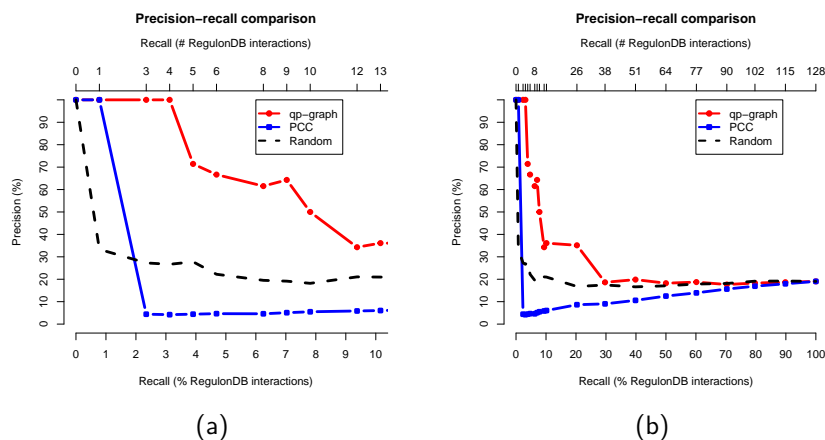 Precision−recall comparison
Recall (# RegulonDB interactions)
0 1 3 4 5 6 8 9 10 12 13
Precision (%)
90
80
70
60
50
40
30
20
10
0
qp−graph
PCC
Random
0 1 2 3 4 5 6 7 8 9 10
Recall (% RegulonDB interactions)
(a)
Precision−recall comparison
Recall (# RegulonDB interactions)
0 8 26 38 51 64 77 90 102 115 128
Precision (%)
90
80
70
60
50
40
30
20
10
0
qp−graph
PCC
Random
0 10 20 30 40 50 60 70 80 90 100
Recall (% RegulonDB interactions)
(b)